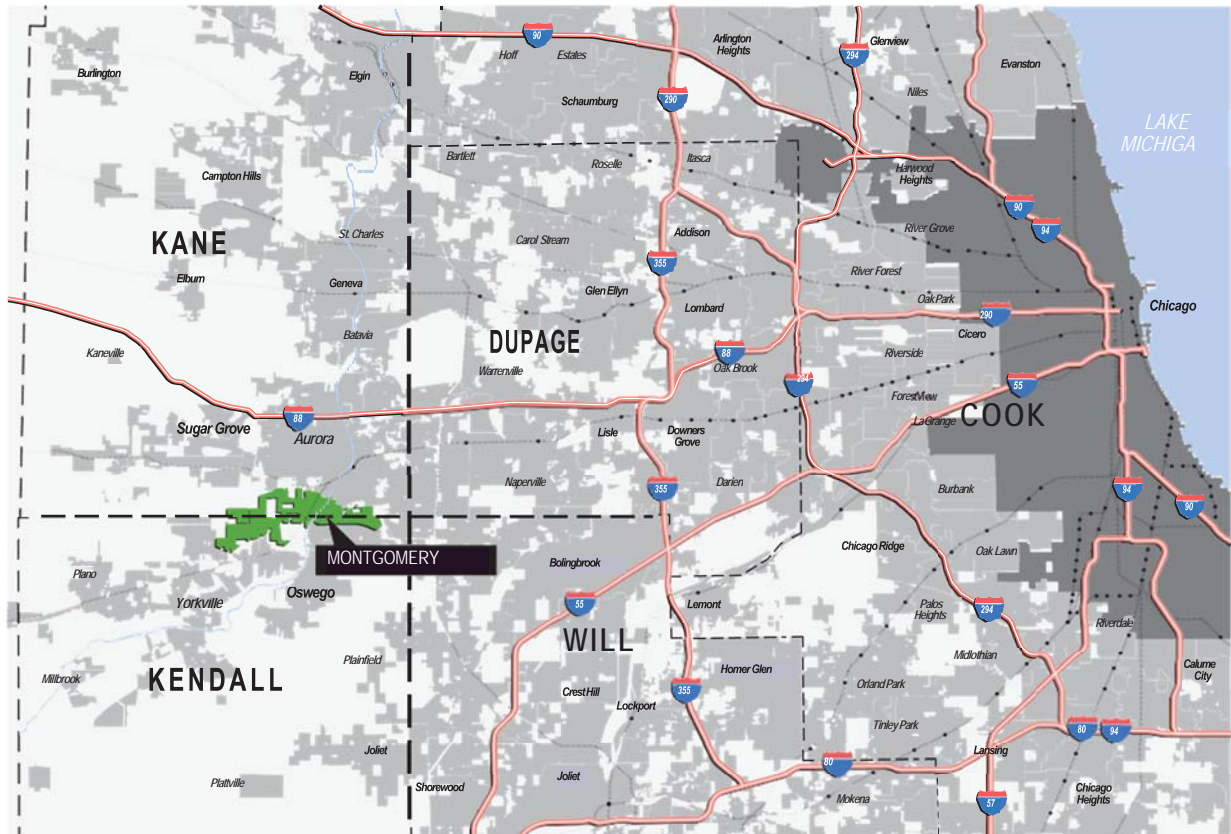 90
Arlington
Heights
294
Glenview
Hoff
Estates
Evanston
Burlington
Elgin
Schaumburg
290
Niles
LAKE
MICHIGA
Bartlett
Roselle
Itasca
Campton Hills
Harwood
Heights
90
94
KANE
St. Charles
Carol Stream
Addison
River Grove
355
Elburn
Geneva
Glen Ellyn
River Forest
Lombard
Oak Park
Chicago
Batavia
DUPAGE
290
Cicero
Kaneville
88
Riverside
Warrenville
Oak Brook
294
55
Forest View
COOK
88
Sugar Grove
Aurora
Lisle
Downers
Grove
La Grange
Naperville
355
Darien
Burbank
94
90
MONTGOMERY
Bolingbrook
Chicago Ridge
Oak Lawn
Plano
Yorkville
Oswego
55
Lemont
Palos
Heights
294
Riverdale
WILL
Plainfield
Midlothian
Millbrook
KENDALL
Crest Hill
Lockport
355
Homer Glen
Orland Park
Calume
City
Tinley Park
80
94
Joliet
Lansing
Plattville
Shorewood
Joliet
80
Mokena
57
Chicago
Heights